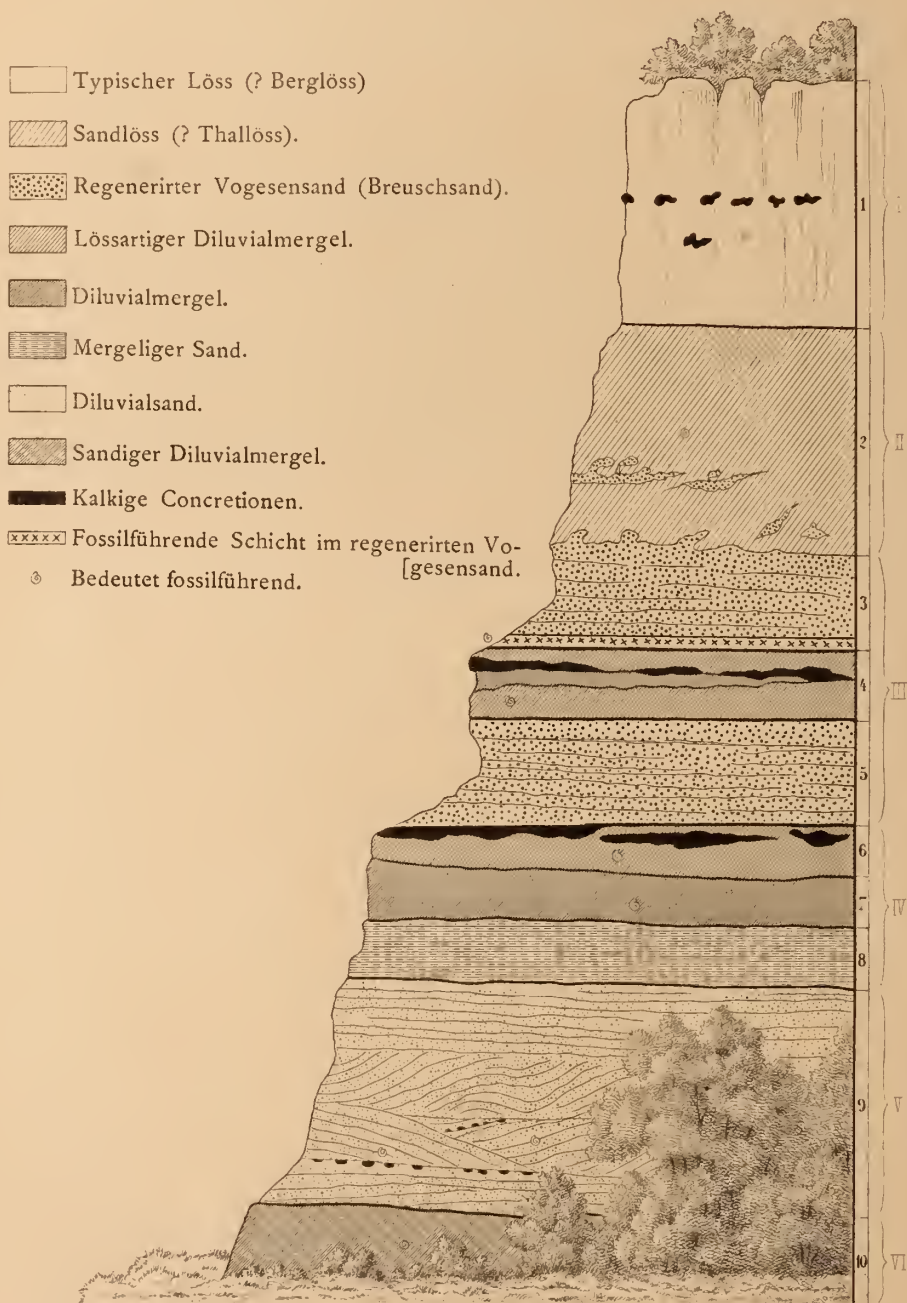 Typischer Löss (? Berglöss)
Sandlöss (? Thallöss).
Regenerirter Vogesensand (Breuschsand).
Lössartiger Diluvialmergel.
Diluvialmergel.
Mergeliger Sand.
Diluvialsand.
Sandiger Diluvialmergel.
Kalkige Concretionen.
Fossilführende Schicht im regenerirten Vo-
[gesensand.
Bedeutet fossilführend.
1 I
2 II
3
4 III
5
6
7 IV
8
9 V
10 VI